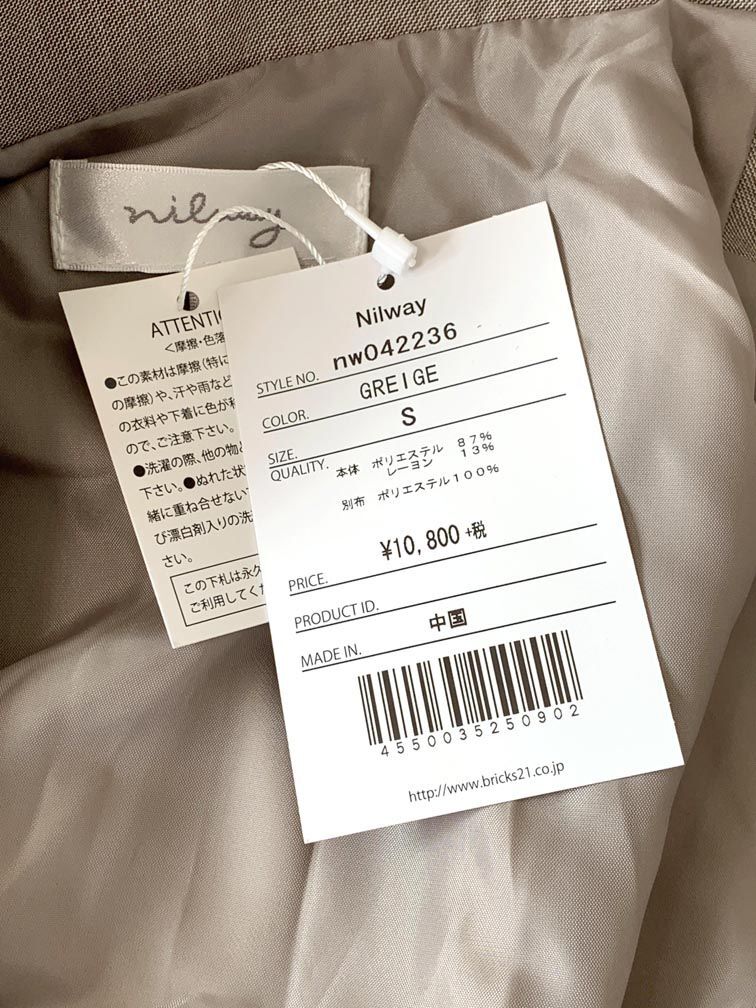 nilway
Nilway
STYLE NO. nw042236
COLOR. GREIGE
SIZE. S
QUALITY. 本体 ポリエステル 87%
レーヨン 13%
別布 ポリエステル100%
PRICE. ¥10,800+税
PRODUCT ID.
MADE IN. 中国
4550035250902
http://www.bricks21.co.jp
ATTENTIO
<摩擦・色落
●この素材は摩擦(特に
の摩擦)や、汗や雨など
の衣料や下着に色が移
ので、ご注意下さい。
●洗濯の際、他の物と
下さい。●ぬれた状
緒に重ね合せない
び漂白剤入りの洗
さい。
この下札は永久
ご利用してくだ